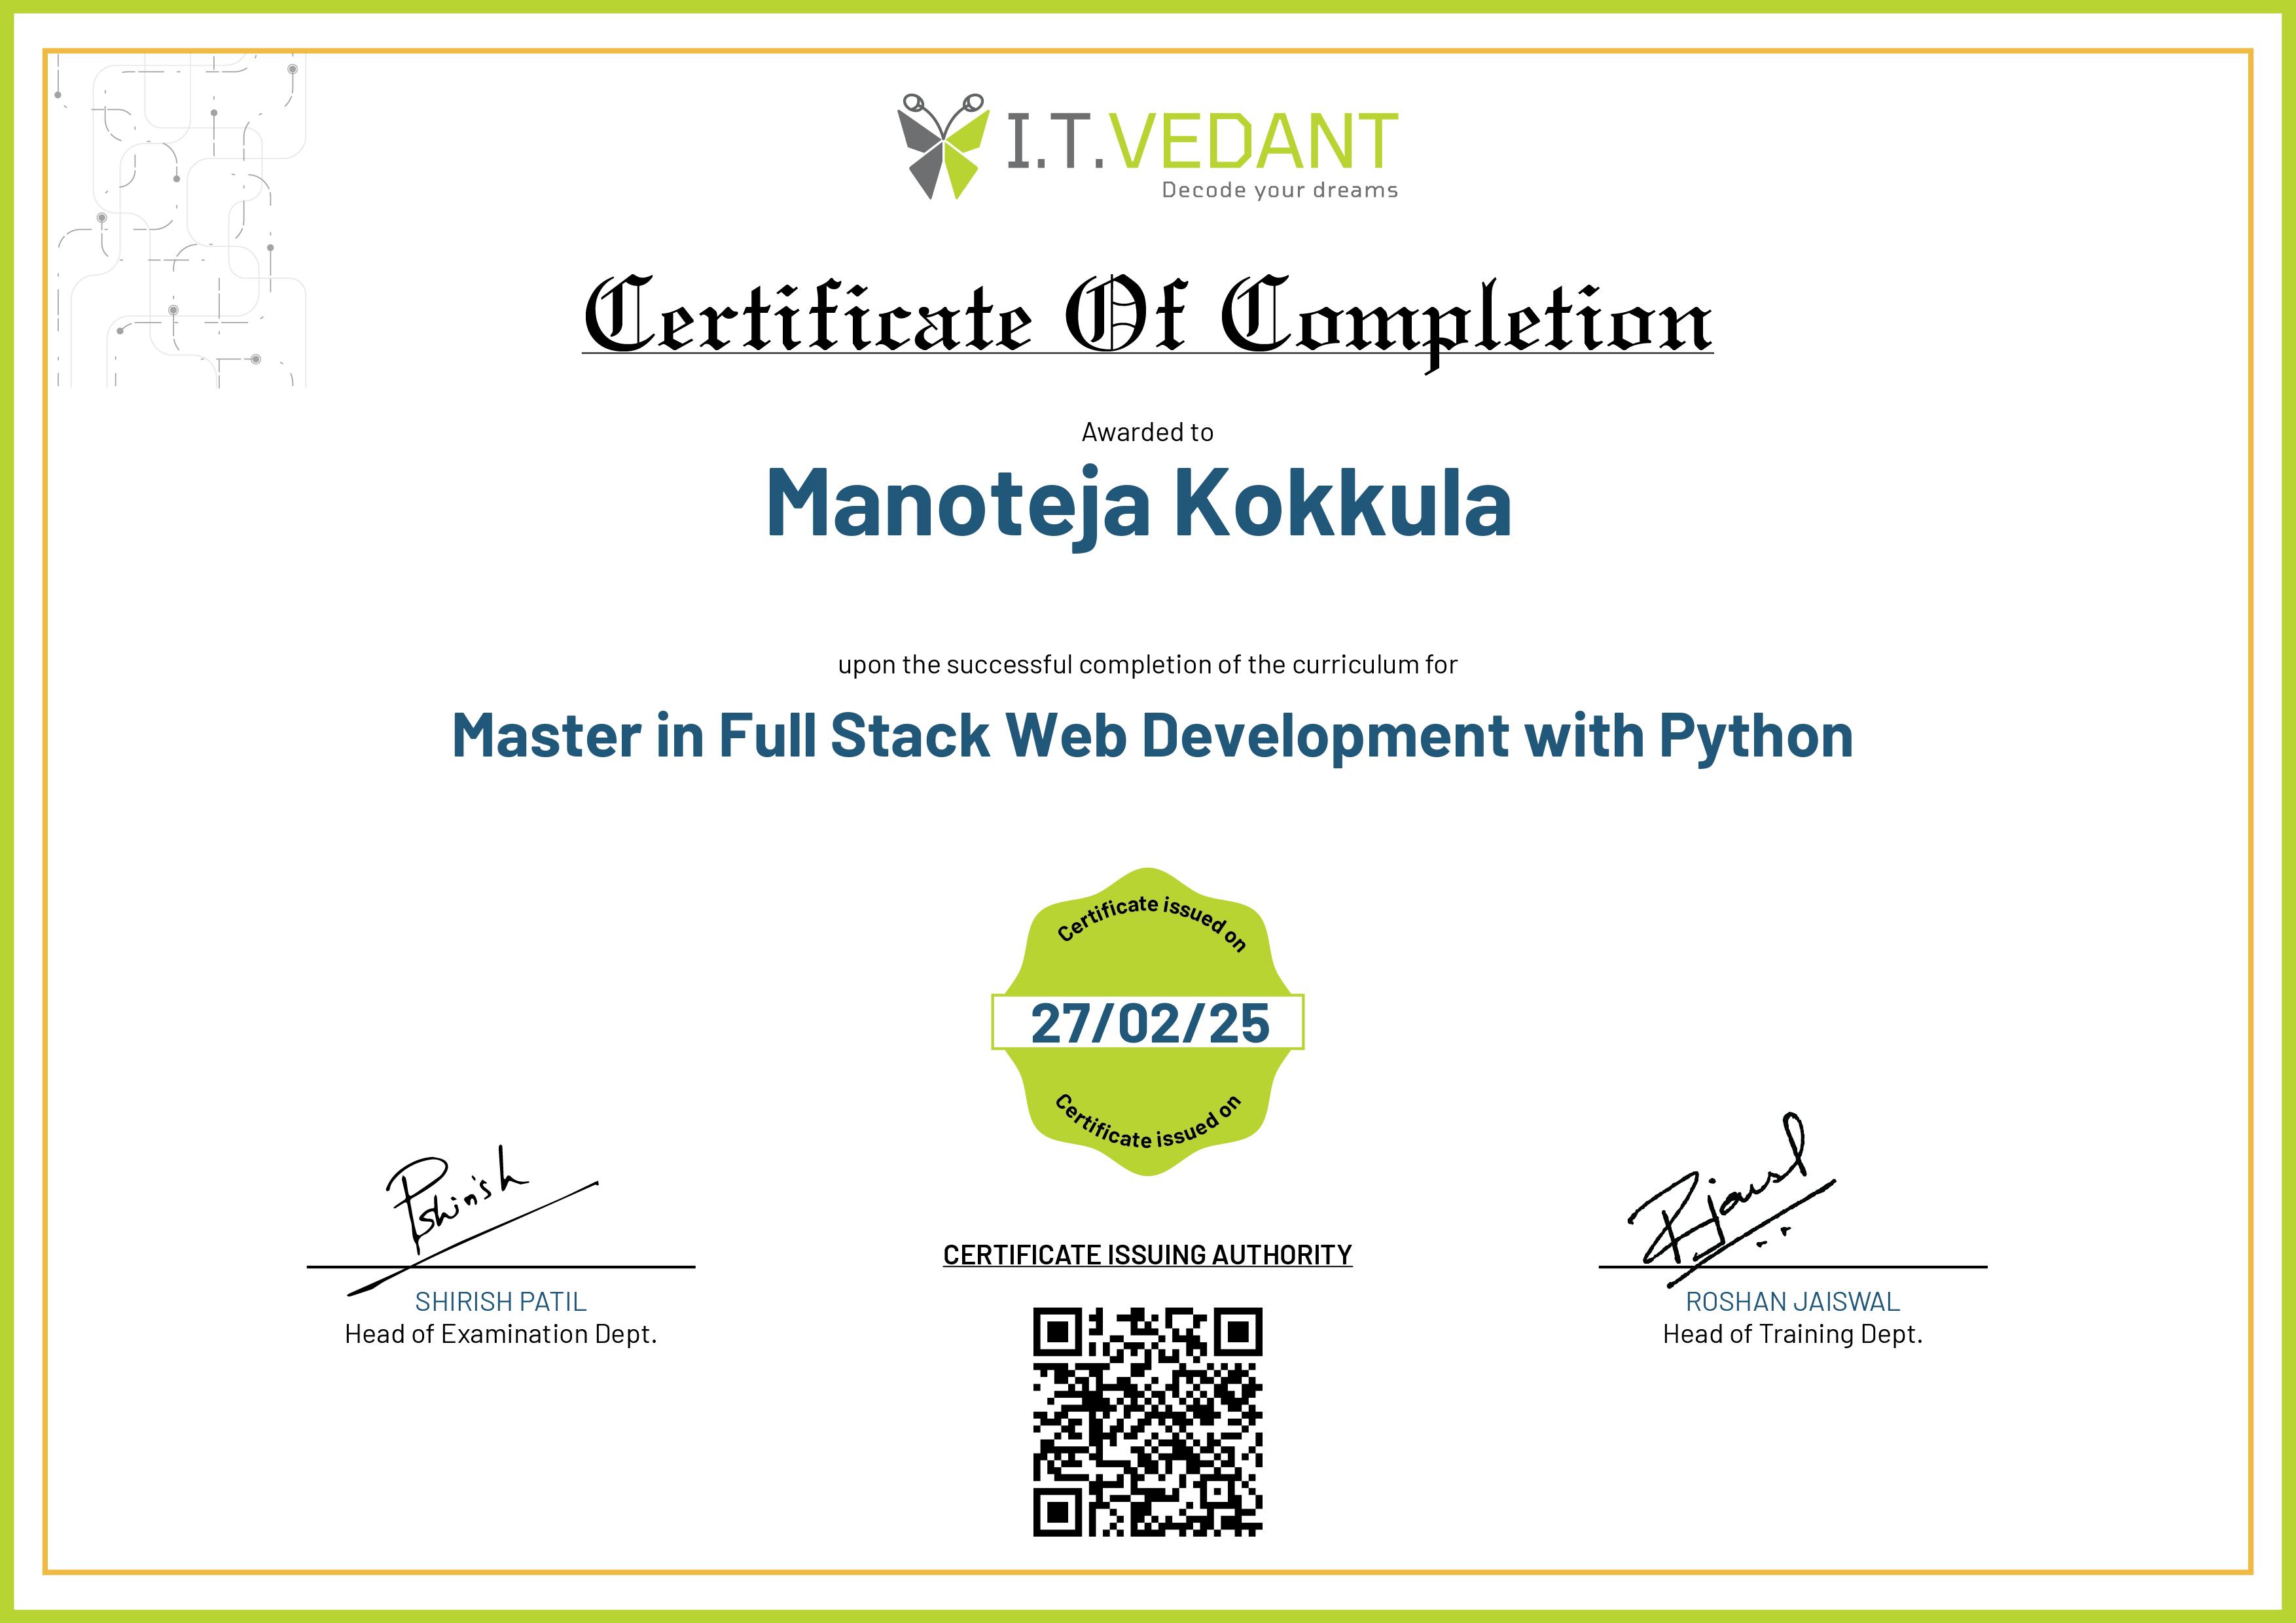 I.T.VEDANT
Decode your dreams
Certificate Of Completion
Awarded to
Manoteja Kokkula
upon the successful completion of the curriculum for
Master in Full Stack Web Development with Python
Certificate issued on
27/02/25
Certificate issued on
Pshirish
Rjaiswal
CERTIFICATE ISSUING AUTHORITY
SHIRISH PATIL
Head of Examination Dept.
ROSHAN JAISWAL
Head of Training Dept.